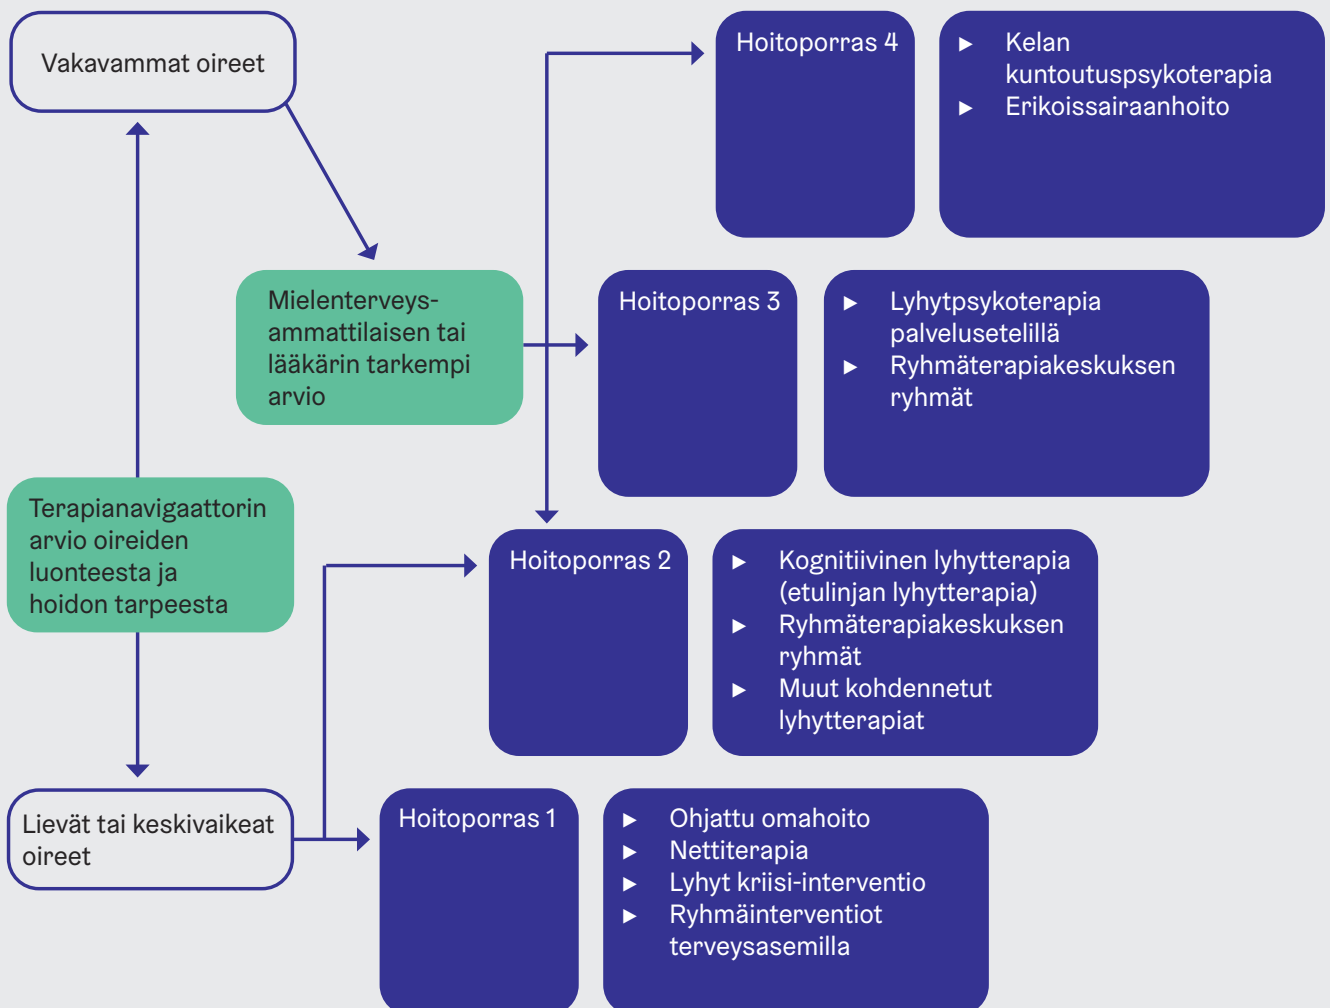 Vakavammat oireet
Hoitoporras 4
► Kelan
kuntoutuspsykoterapia
► Erikoissairaanhoito
Mielenterveys-
ammattilaisen tai
lääkärin tarkempi
arvio
Hoitoporras 3
► Lyhytpsykoterapia
palvelusetelillä
► Ryhmäterapiakeskuksen
ryhmät
Terapianavigaattorin
arvio oireiden
luonteesta ja
hoidon tarpeesta
Hoitoporras 2
► Kognitiivinen lyhytterapia
(etulinjan lyhytterapia)
► Ryhmäterapiakeskuksen
ryhmät
► Muut kohdennetut
lyhytterapiat
Lievät tai keskivaikeat
oireet
Hoitoporras 1
► Ohjattu omahoito
► Nettiterapia
► Lyhyt kriisi-interventio
► Ryhmäinterventiot
terveysasemilla